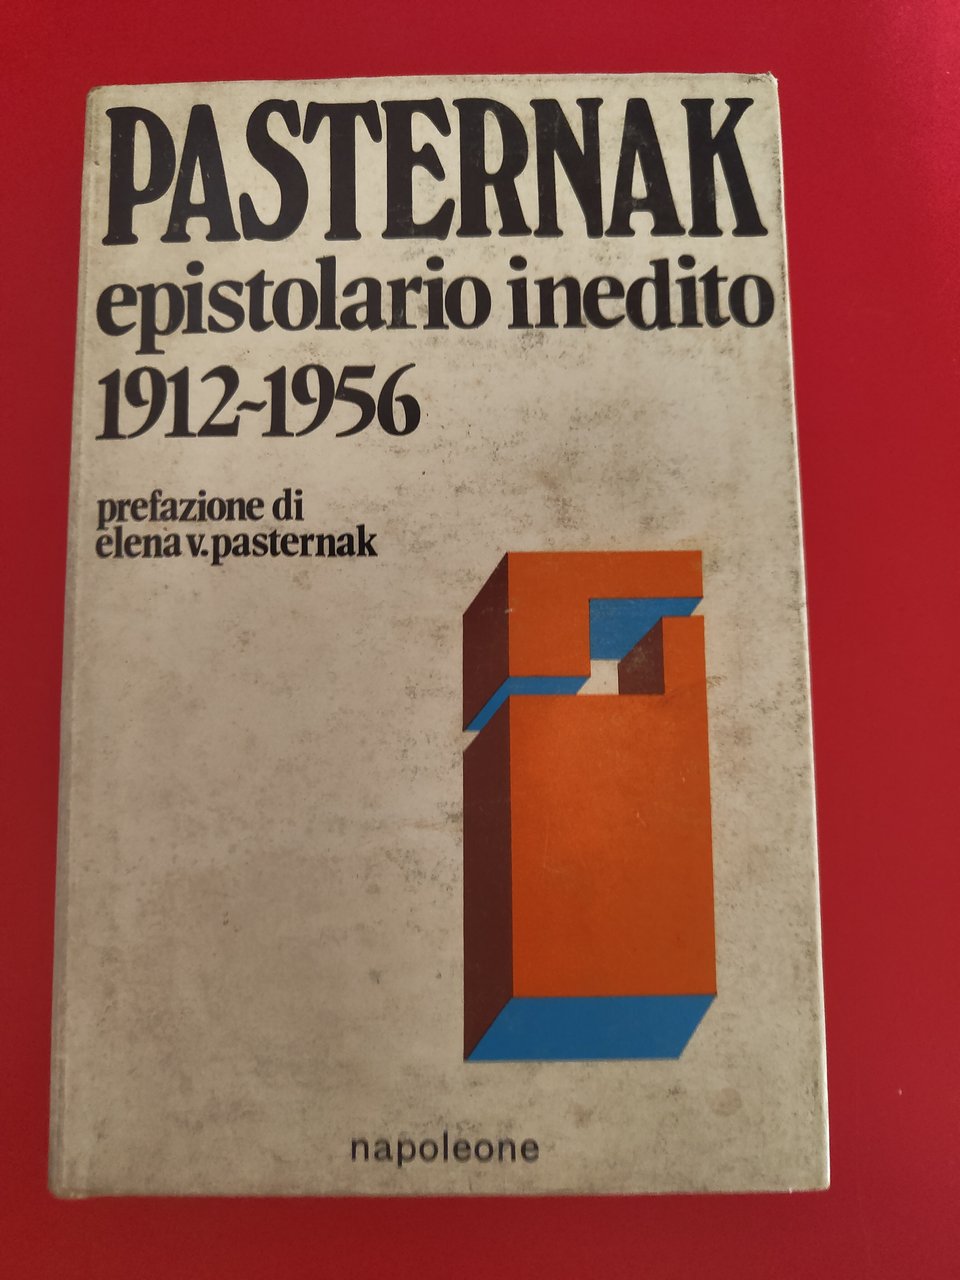 PASTERNAK
epistolario inedito
1912-1956
prefazione di
elena v. pasternak
napoleone